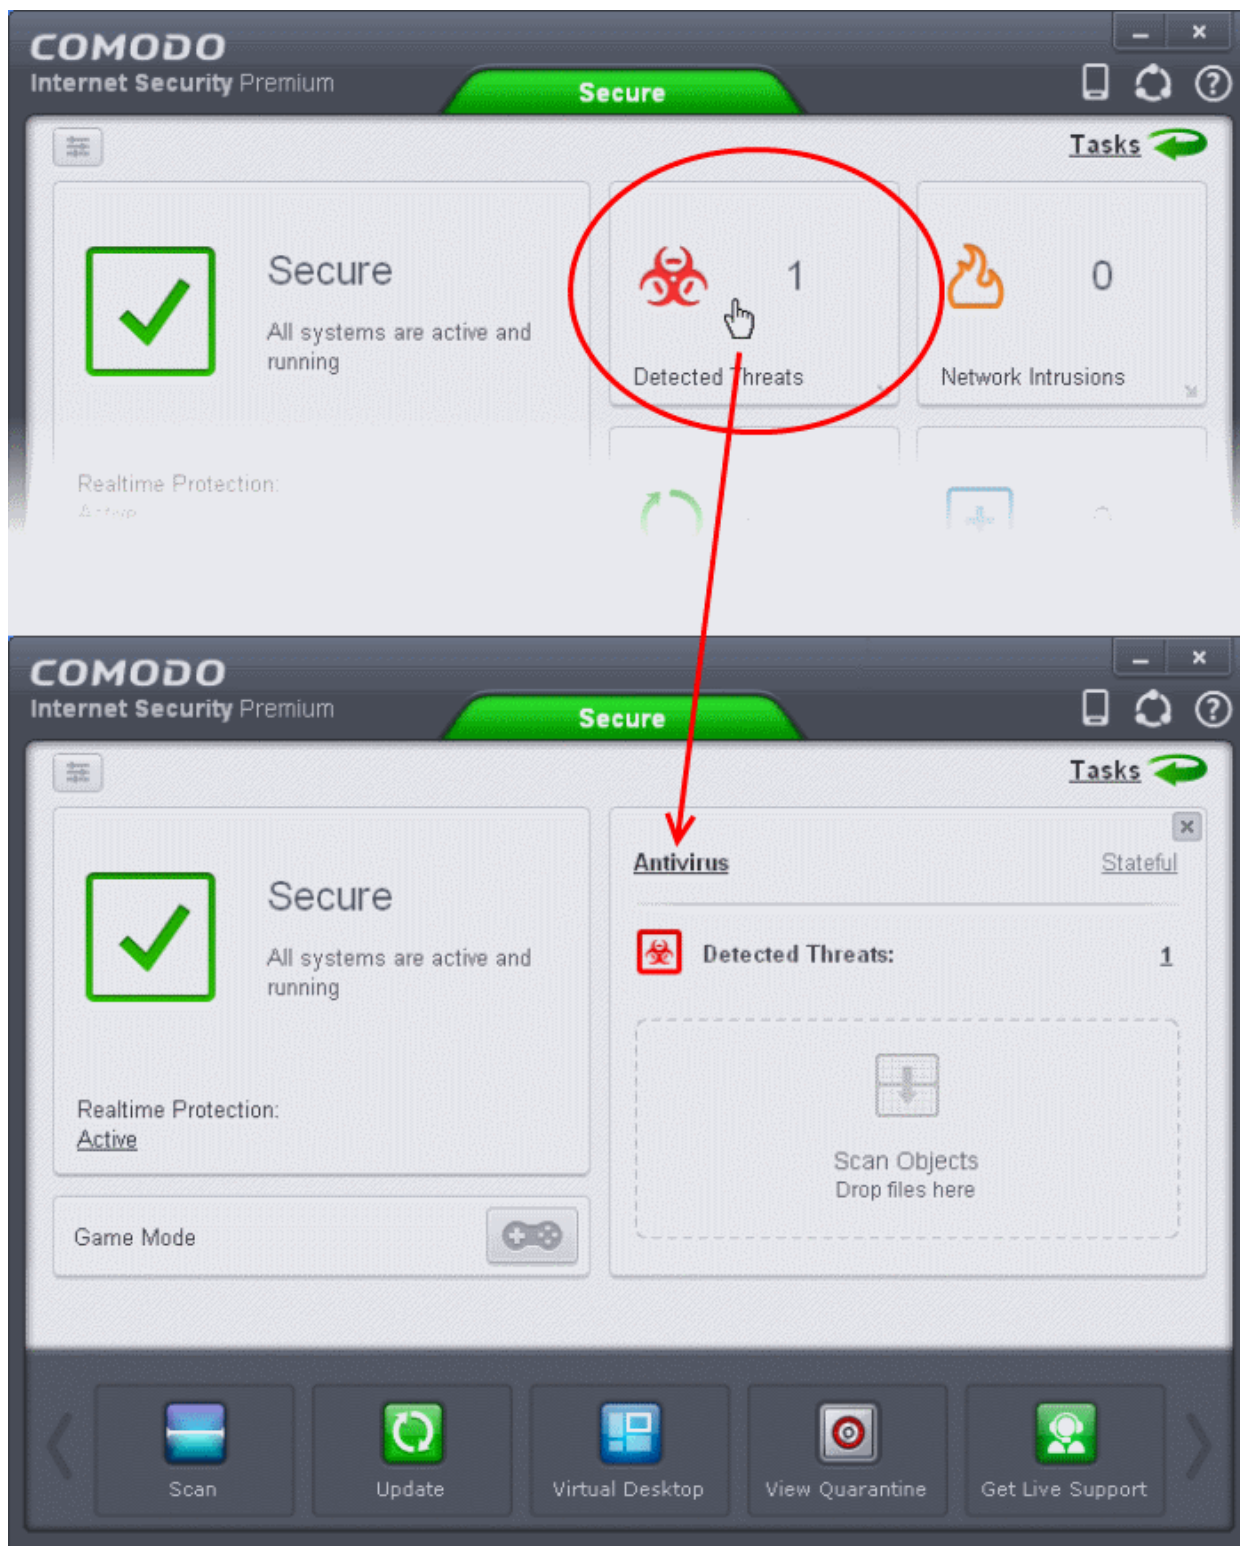 COMODO
Internet Security Premium
Secure
Tasks
Secure
All systems are active and
running
1
Detected Threats
0
Network Intrusions
Realtime Protection:
Active
COMODO
Internet Security Premium
Secure
Tasks
Secure
All systems are active and
running
Realtime Protection:
Active
Game Mode
Antivirus
Stateful
Detected Threats:
1
Scan Objects
Drop files here
Scan
Update
Virtual Desktop
View Quarantine
Get Live Support